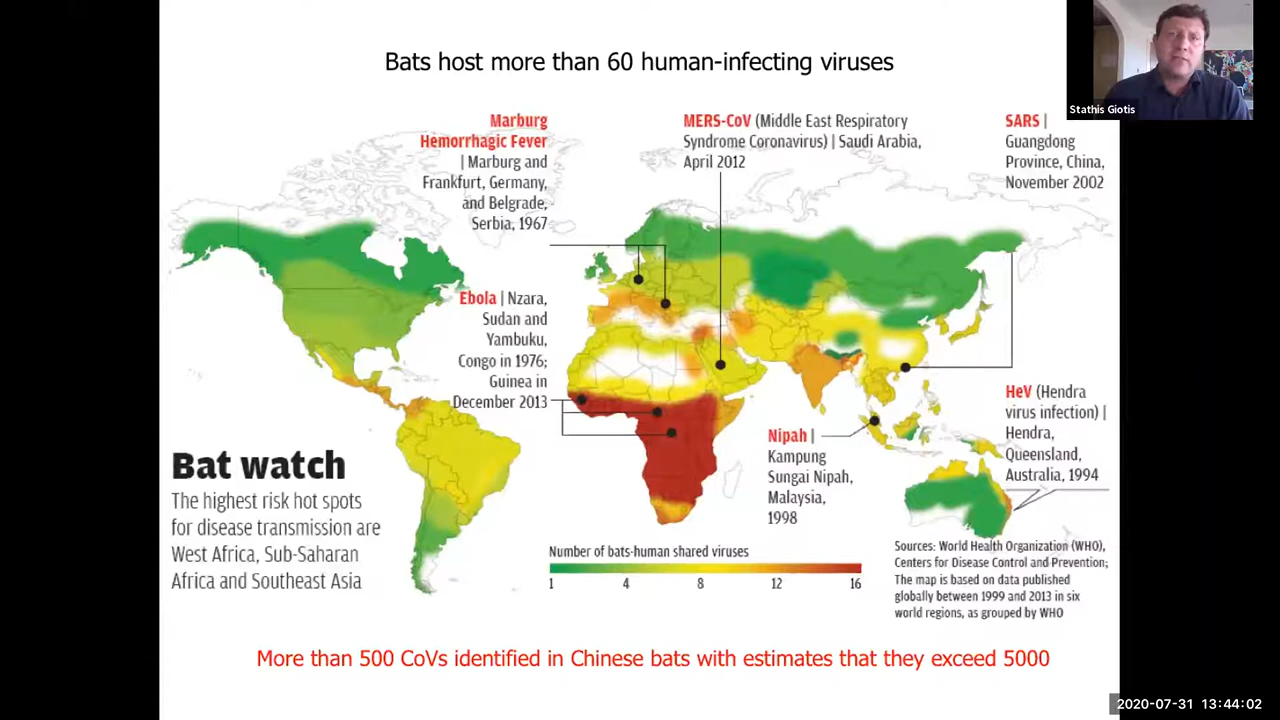 Bats host more than 60 human-infecting viruses
Stathis Giotis
Marburg
Hemorrhagic Fever
| Marburg and
Frankfurt, Germany,
and Belgrade,
Serbia, 1967
MERS-CoV (Middle East Respiratory
Syndrome Coronavirus) | Saudi Arabia,
April 2012
SARS |
Guangdong
Province, China,
November 2002
Ebola | Nzara,
Sudan and
Yambuku,
Congo in 1976;
Guinea in
December 2013
Nipah |
Kampung
Sungai Nipah,
Malaysia,
1998
HeV (Hendra
virus infection) |
Hendra,
Queensland,
Australia, 1994
Bat watch
The highest risk hot spots
for disease transmission are
West Africa, Sub-Saharan
Africa and Southeast Asia
Number of bats-human shared viruses
1 4 8 12 16
Sources: World Health Organization (WHO),
Centers for Disease Control and Prevention;
The map is based on data published
globally between 1999 and 2013 in six
world regions, as grouped by WHO
More than 500 CoVs identified in Chinese bats with estimates that they exceed 5000
2020-07-31 13:44:02